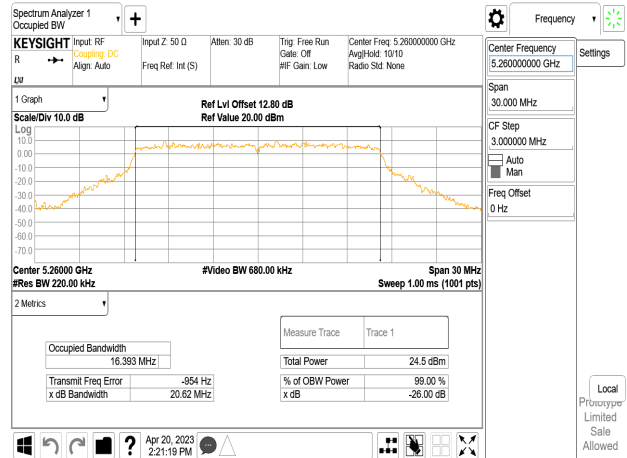 Spectrum Analyzer 1
Occupied BW
Frequency
KEYSIGHT
R
Input: RF
Coupling: DC
Align: Auto
Input Z: 50 Ω
Freq Ref: Int (S)
Atten: 30 dB
Trig: Free Run
Gate: Off
#IF Gain: Low
Center Freq: 5.260000000 GHz
Avg|Hold: 10/10
Radio Std: None
1 Graph
Scale/Div 10.0 dB
Ref Lvl Offset 12.80 dB
Ref Value 20.00 dBm
Log
10.0
0.00
-10.0
-20.0
-30.0
-40.0
-50.0
-60.0
-70.0
Center 5.26000 GHz
#Res BW 220.00 kHz
#Video BW 680.00 kHz
Span 30 MHz
Sweep 1.00 ms (1001 pts)
2 Metrics
Measure Trace Trace 1
Occupied Bandwidth
16.393 MHz
Total Power 24.5 dBm
Transmit Freq Error -954 Hz
x dB Bandwidth 20.62 MHz
% of OBW Power 99.00 %
x dB -26.00 dB
Center Frequency
5.260000000 GHz
Span
30.000 MHz
CF Step
3.000000 MHz
Auto
Man
Freq Offset
0 Hz
Settings
Local
Prototype
Limited
Sale
Allowed
?
Apr 20, 2023
2:21:19 PM